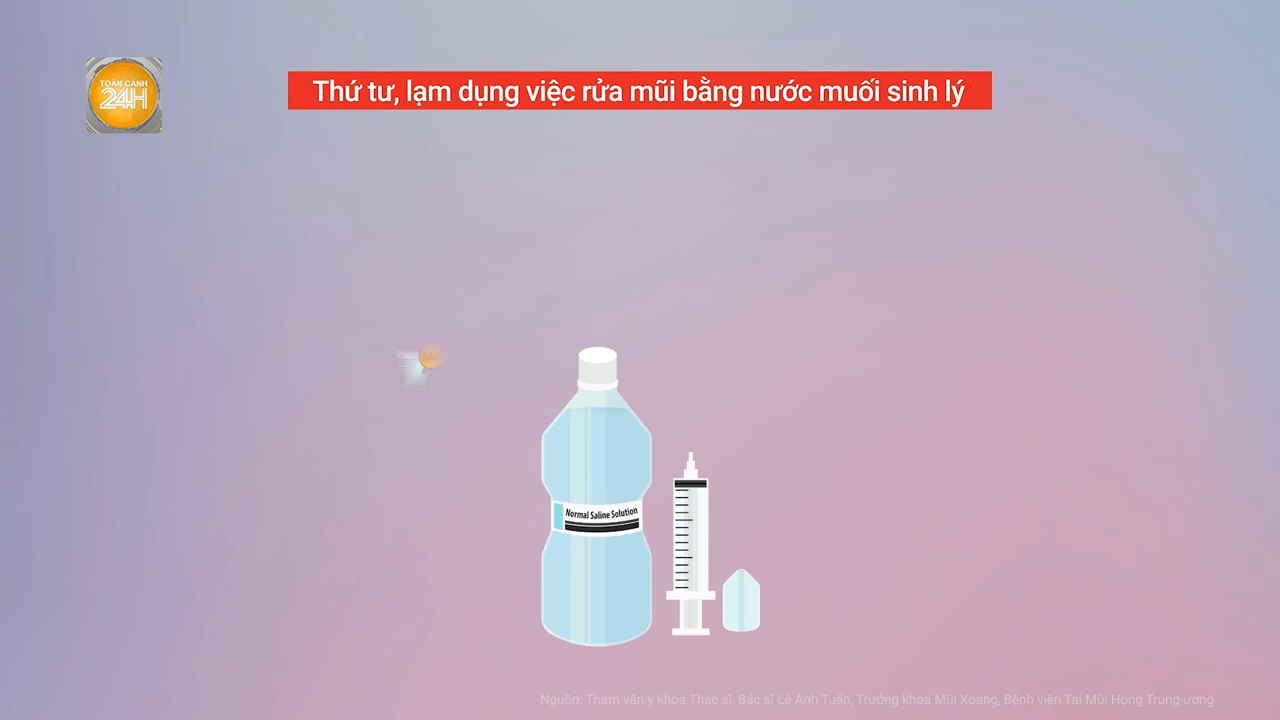 TOÀN CẢNH
24H
Thứ tư, lạm dụng việc rửa mũi bằng nước muối sinh lý
Normal Saline Solution
Nguồn: Tham vấn y khoa Thạc sĩ, Bác sĩ Lê Anh Tuấn, Trưởng khoa Mũi Xoang, Bệnh viện Tai Mũi Họng Trung ương